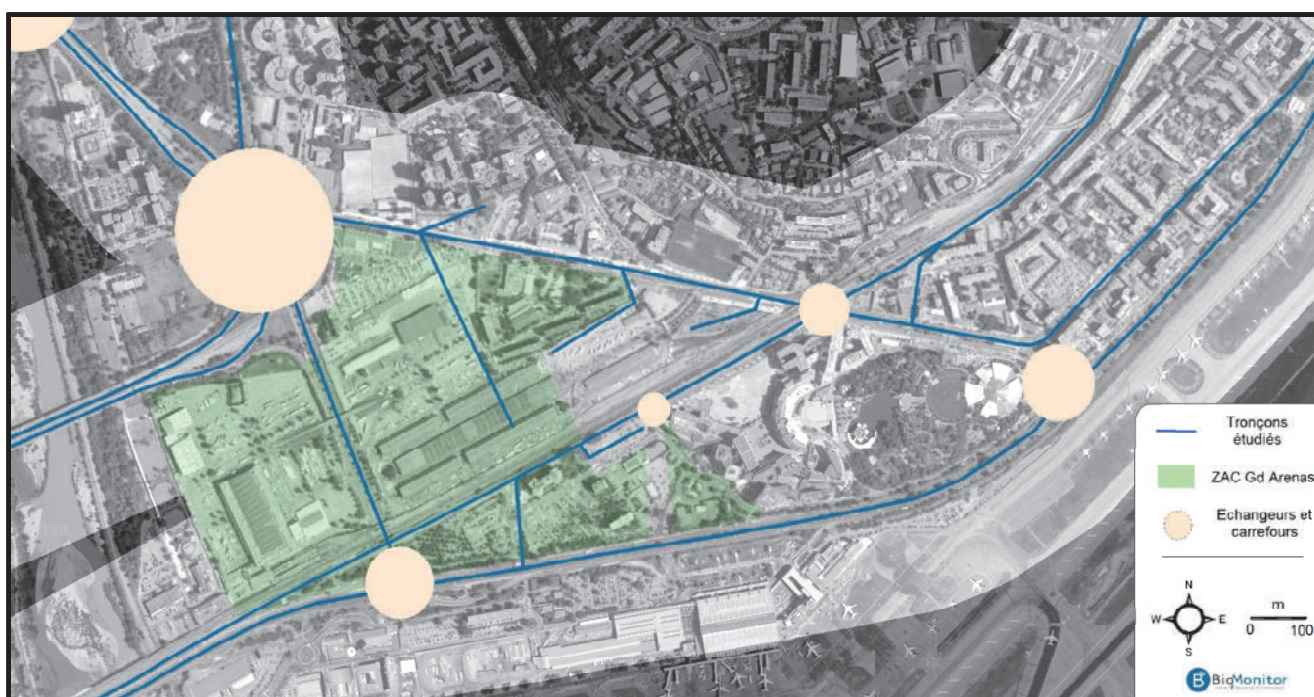 Tronçons
étudiés
ZAC Gd Arenas
Echangeurs et
carrefours
N
W E
S
m
0 100
BioMonitor